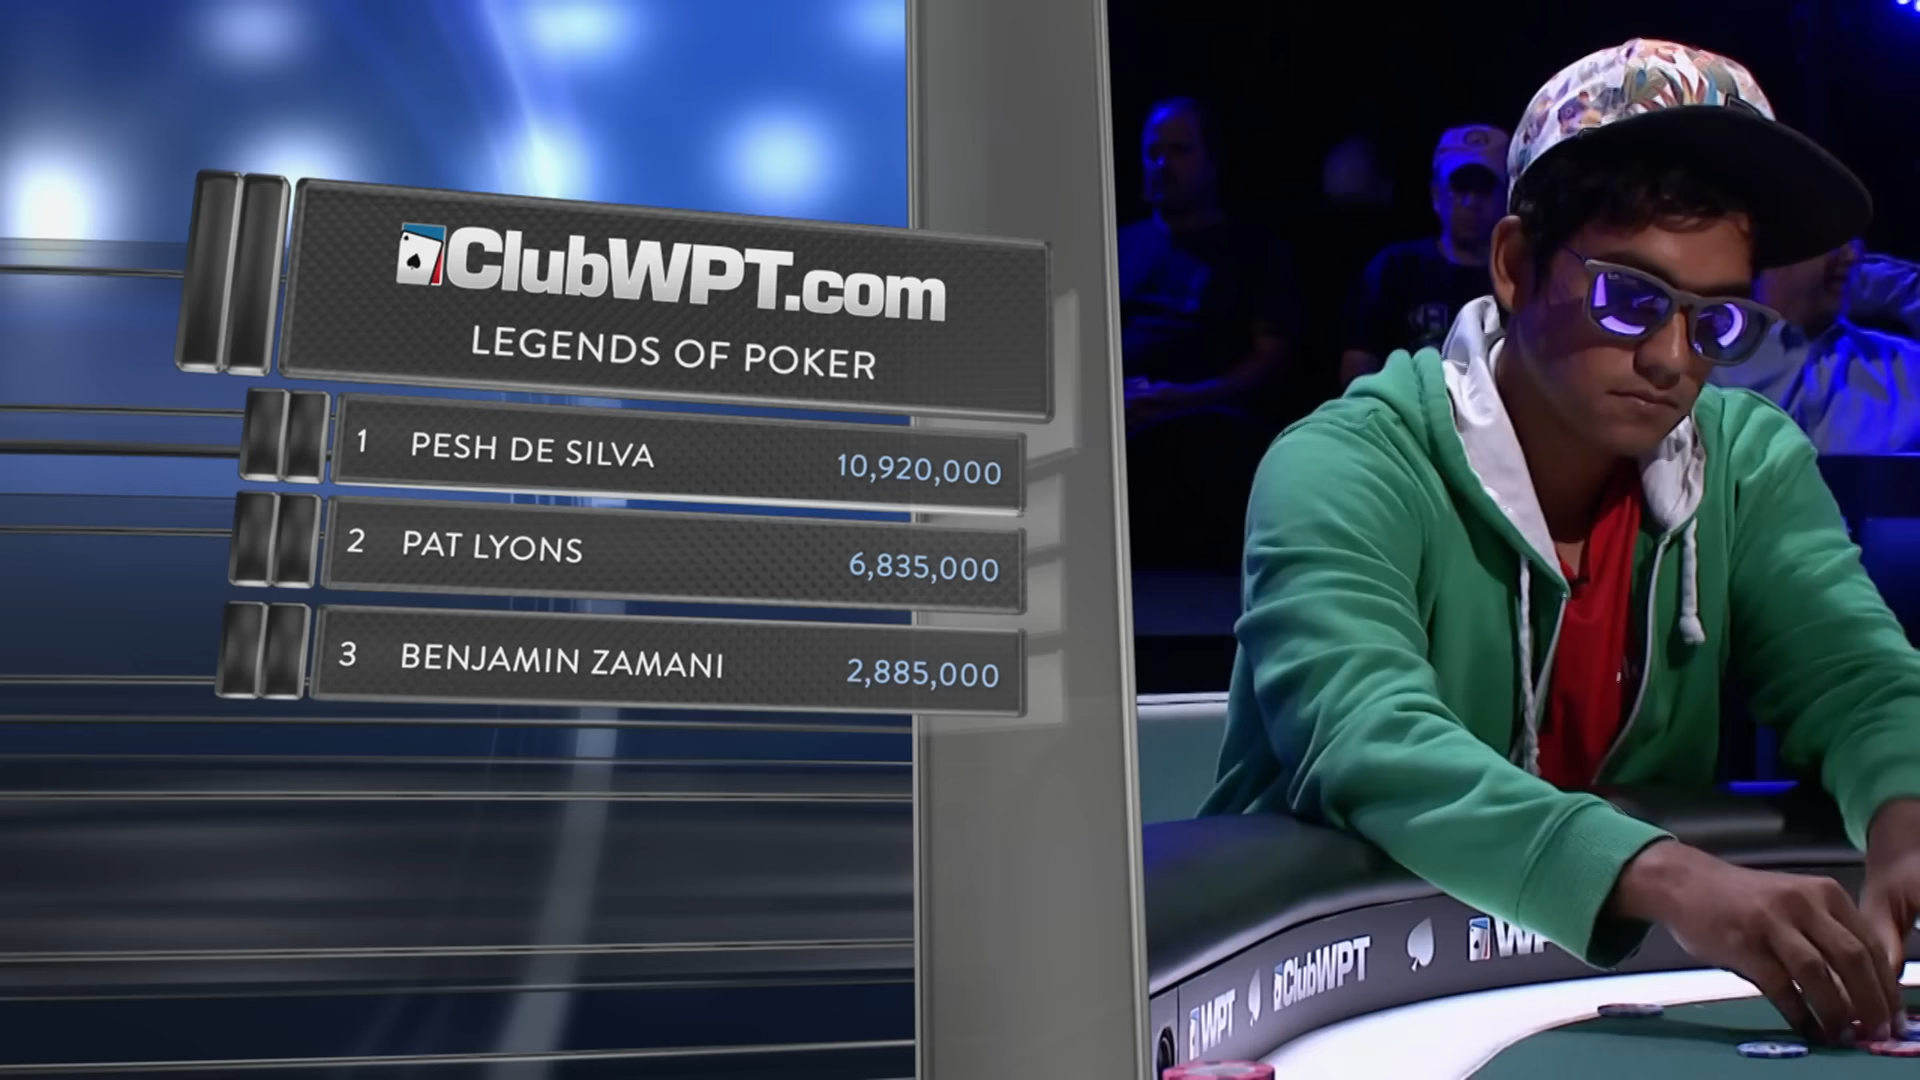 ClubWPT.com
LEGENDS OF POKER
1 PESH DE SILVA 10,920,000
2 PAT LYONS 6,835,000
3 BENJAMIN ZAMANI 2,885,000
WPT ClubWPT